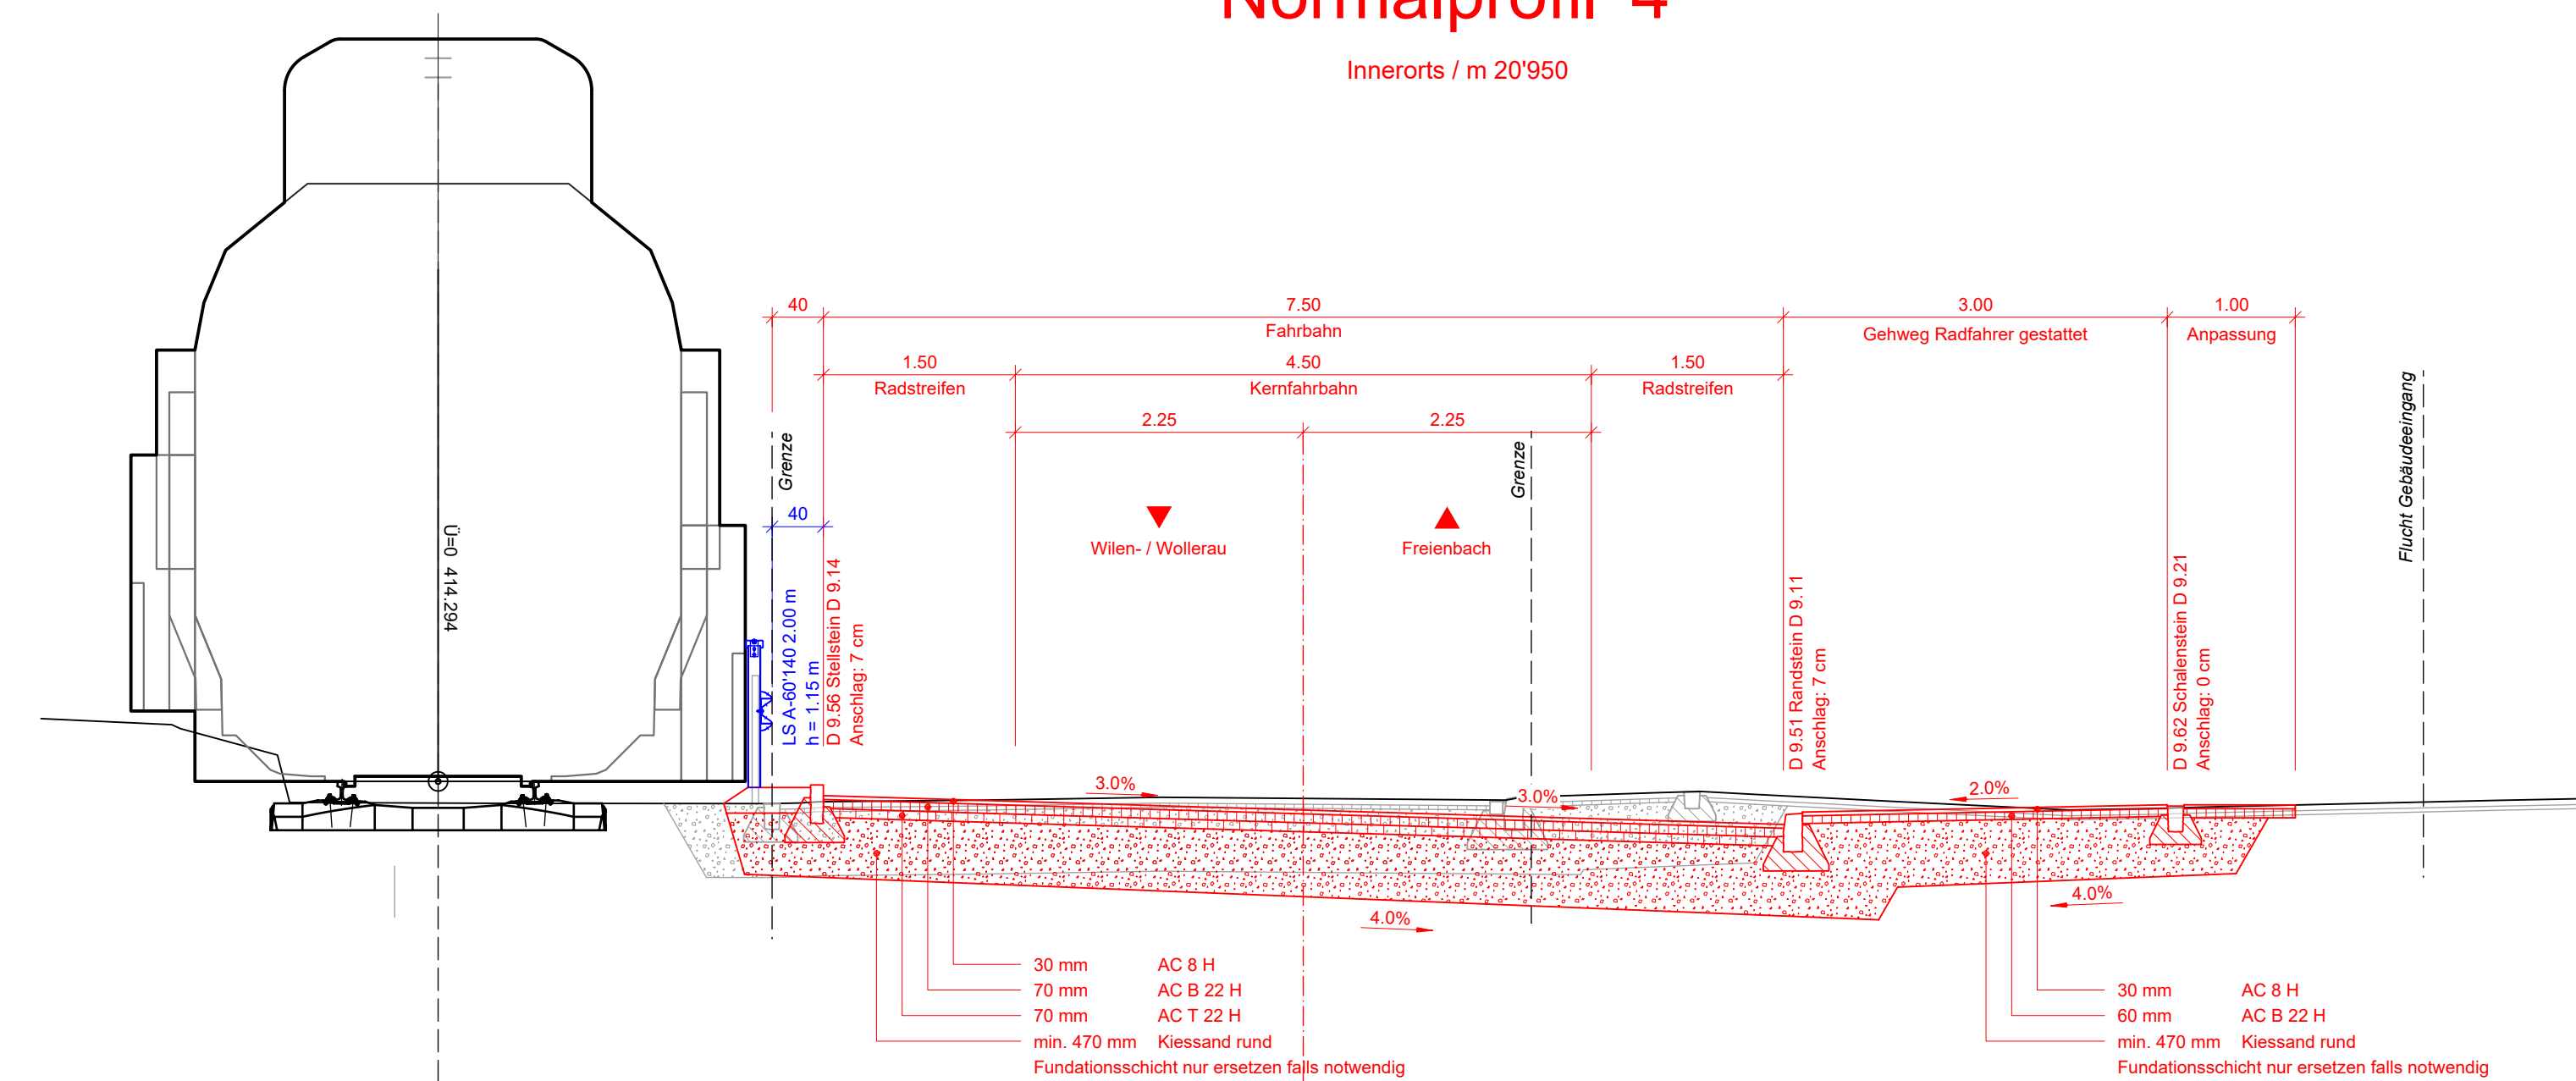 Normalprofil 4
Innerorts / m 20'950
40
7.50
3.00
1.00
Fahrbahn
Gehweg Radfahrer gestattet
Anpassung
1.50
4.50
1.50
Radstreifen
Kernfahrbahn
Radstreifen
2.25
2.25
Grenze
Grenze
Flucht Gebäudeeingang
40
Wilen- / Wollerau
Freienbach
Ü=0 414.294
LS A-60'140 2.00 m
h = 1.15 m
D 9.56 Stellstein D 9.14
Anschlag: 7 cm
D 9.51 Randstein D 9.11
Anschlag: 7 cm
D 9.62 Schalenstein D 9.21
Anschlag: 0 cm
3.0%
3.0%
2.0%
4.0%
4.0%
30 mm AC 8 H
70 mm AC B 22 H
70 mm AC T 22 H
min. 470 mm Kiessand rund
Fundationsschicht nur ersetzen falls notwendig
30 mm AC 8 H
60 mm AC B 22 H
min. 470 mm Kiessand rund
Fundationsschicht nur ersetzen falls notwendig